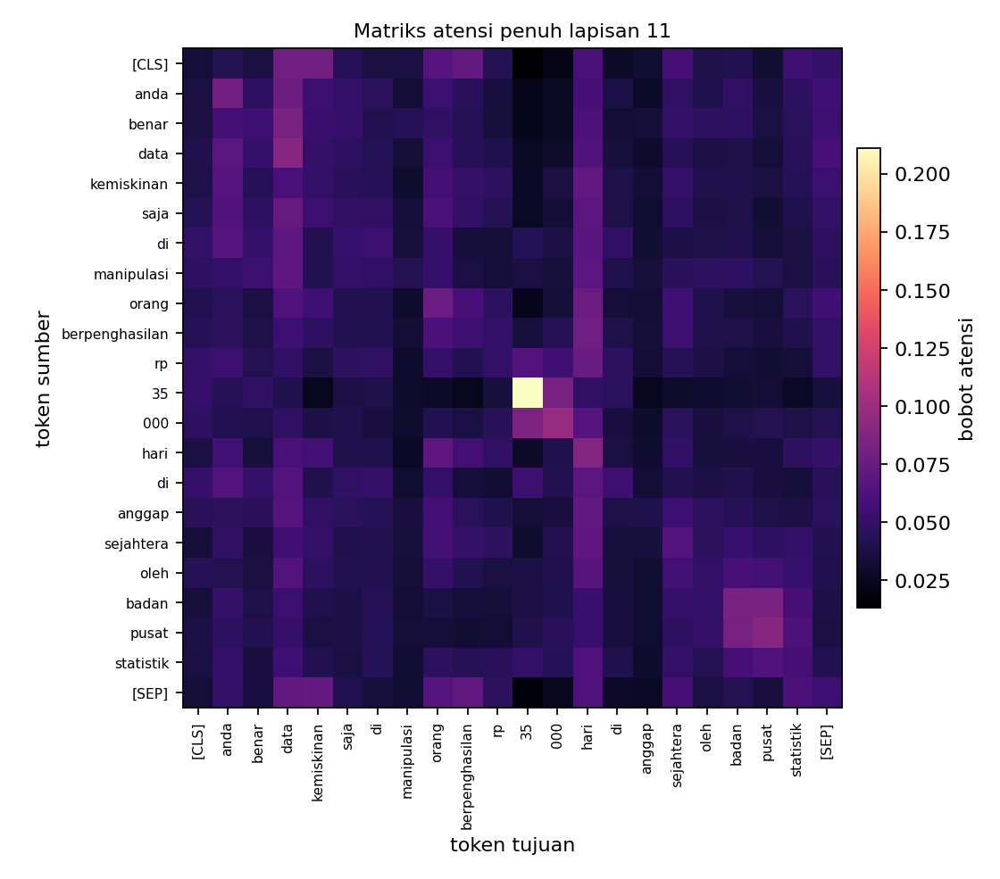 Matriks atensi penuh lapisan 11
token sumber
[CLS]
anda
benar
data
kemiskinan
saja
di
manipulasi
orang
berpenghasilan
rp
35
000
hari
di
anggap
sejahtera
oleh
badan
pusat
statistik
[SEP]
[CLS]
anda
benar
data
kemiskinan
saja
di
manipulasi
orang
berpenghasilan
rp
35
000
hari
di
anggap
sejahtera
oleh
badan
pusat
statistik
[SEP]
token tujuan
0.200
0.175
0.150
0.125
0.100
0.075
0.050
0.025
bobot atensi